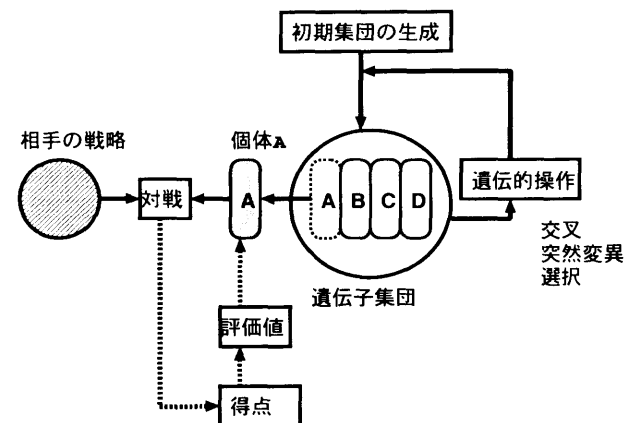 初期集団の生成
相手の戦略
個体A
対戦
A
A B C D
遺伝的操作
交叉
突然変異
選択
遺伝子集団
評価値
得点